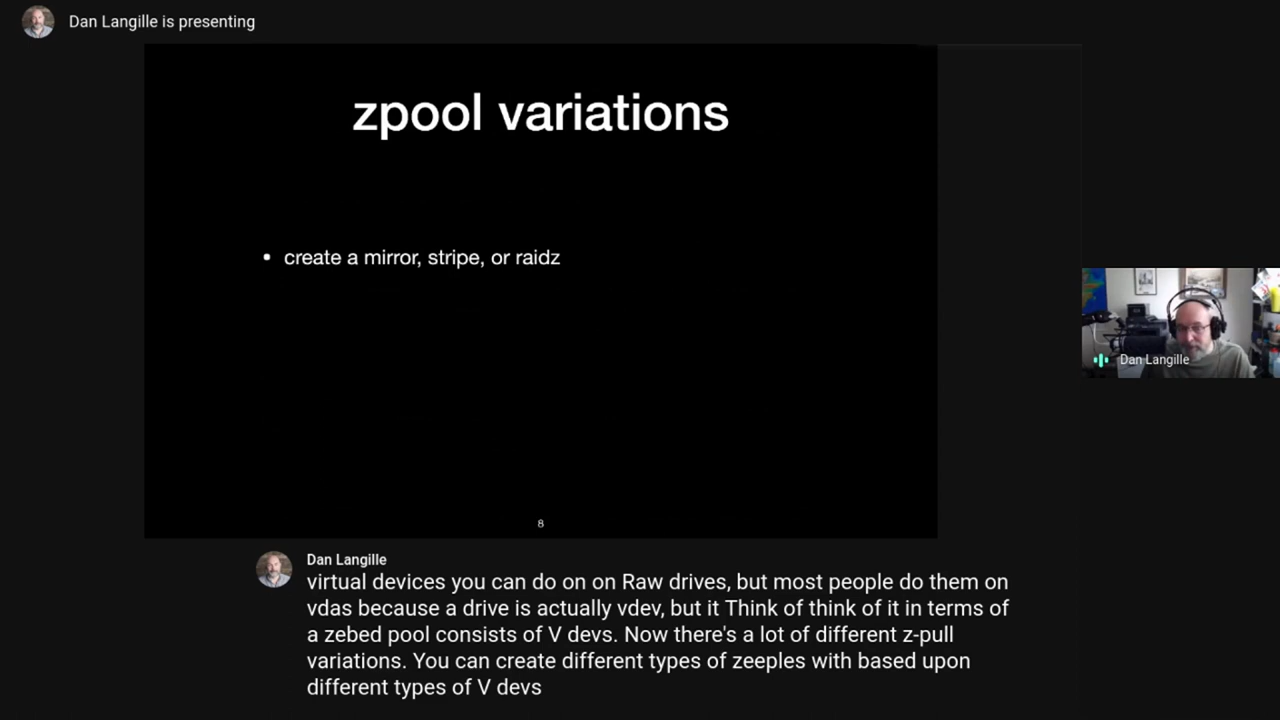 Dan Langille is presenting
zpool variations
• create a mirror, stripe, or raidz
8
Dan Langille
Dan Langille
virtual devices you can do on on Raw drives, but most people do them on
vdas because a drive is actually vdev, but it Think of think of it in terms of
a zebed pool consists of V devs. Now there's a lot of different z-pull
variations. You can create different types of zeeples with based upon
different types of V devs